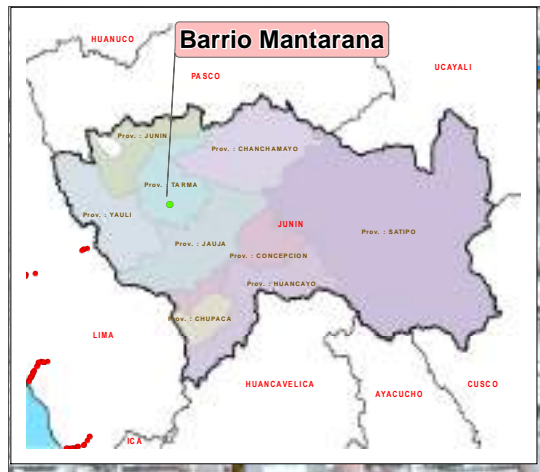 HUANUCO
Barrio Mantarana
PASCO
UCAYALI
Prov. : JUNIN
Prov. : CHANCHAMAYO
Prov. : TARMA
Prov. : YAULI
JUNIN
Prov. : SATIPO
Prov. : JAUJA
Prov. : CONCEPCION
Prov. : HUANCAYO
Prov. : CHUPACA
LIMA
HUANCAVELICA
AYACUCHO
CUSCO
ICA